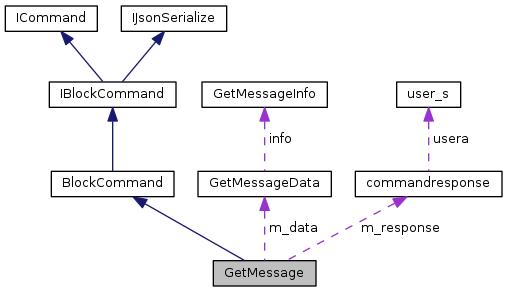 ICommand
IJsonSerialize
IBlockCommand
GetMessageInfo
user_s
info
usera
BlockCommand
GetMessageData
commandresponse
m_data
m_response
GetMessage